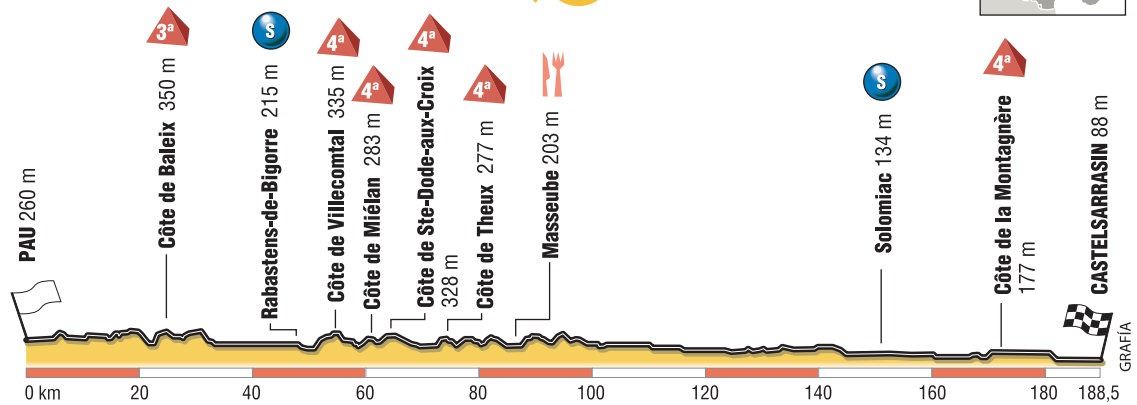 PAU 260 m
3ª
Côte de Baleix 350 m
S
Rabastens-de-Bigorre 215 m
4ª
Côte de Villecomtal 335 m
4ª
Côte de Miélan 283 m
4ª
Côte de Ste-Dode-aux-Croix
328 m
4ª
Côte de Theux 277 m
Masseube 203 m
S
Solomiac 134 m
4ª
Côte de la Montagnère
177 m
CASTELSARRASIN 88 m
GRAFÍA
0 km 20 40 60 80 100 120 140 160 180 188,5